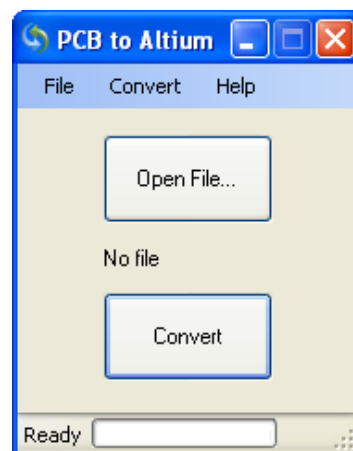 PCB to Altium
File Convert Help
Open File...
No file
Convert
Ready